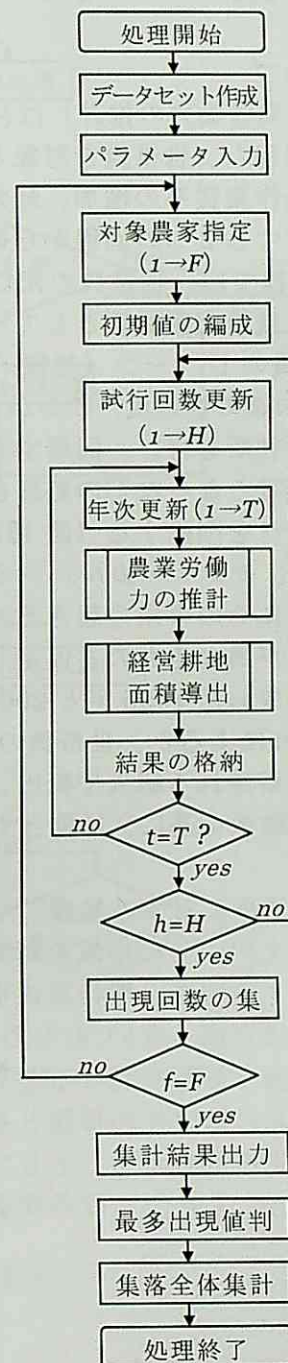 処理開始
データセット作成
パラメータ入力
対象農家指定
(1→F)
初期値の編成
試行回数更新
(1→H)
年次更新(1→T)
農業労働
力の推計
経営耕地
面積導出
結果の格納
no
t=T ?
yes
no
h=H
yes
出現回数の集
no
f=F
yes
集計結果出力
最多出現値判
集落全体集計
処理終了